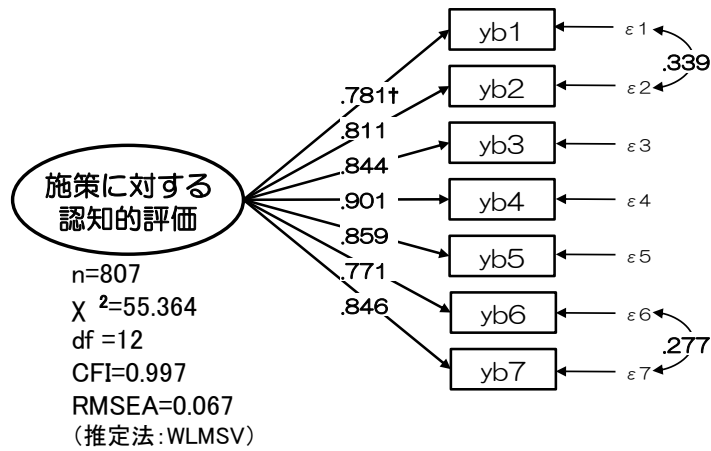 施策に対する
認知的評価
n=807
χ ²=55.364
df =12
CFI=0.997
RMSEA=0.067
（推定法：WLMSV）
.781†
.811
.844
.901
.859
.771
.846
yb1
yb2
yb3
yb4
yb5
yb6
yb7
ε1
ε2
ε3
ε4
ε5
ε6
ε7
.339
.277